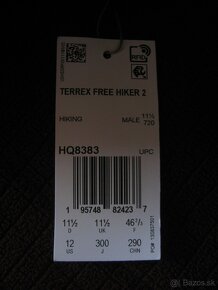 RFID
TERREX FREE HIKER 2
HIKING MALE 11½
720
HQ8383 UPC
1 95748 82423 7
11½ 11½ 46⅔
D UK F
12 300 290
US J CHN
bazos.sk